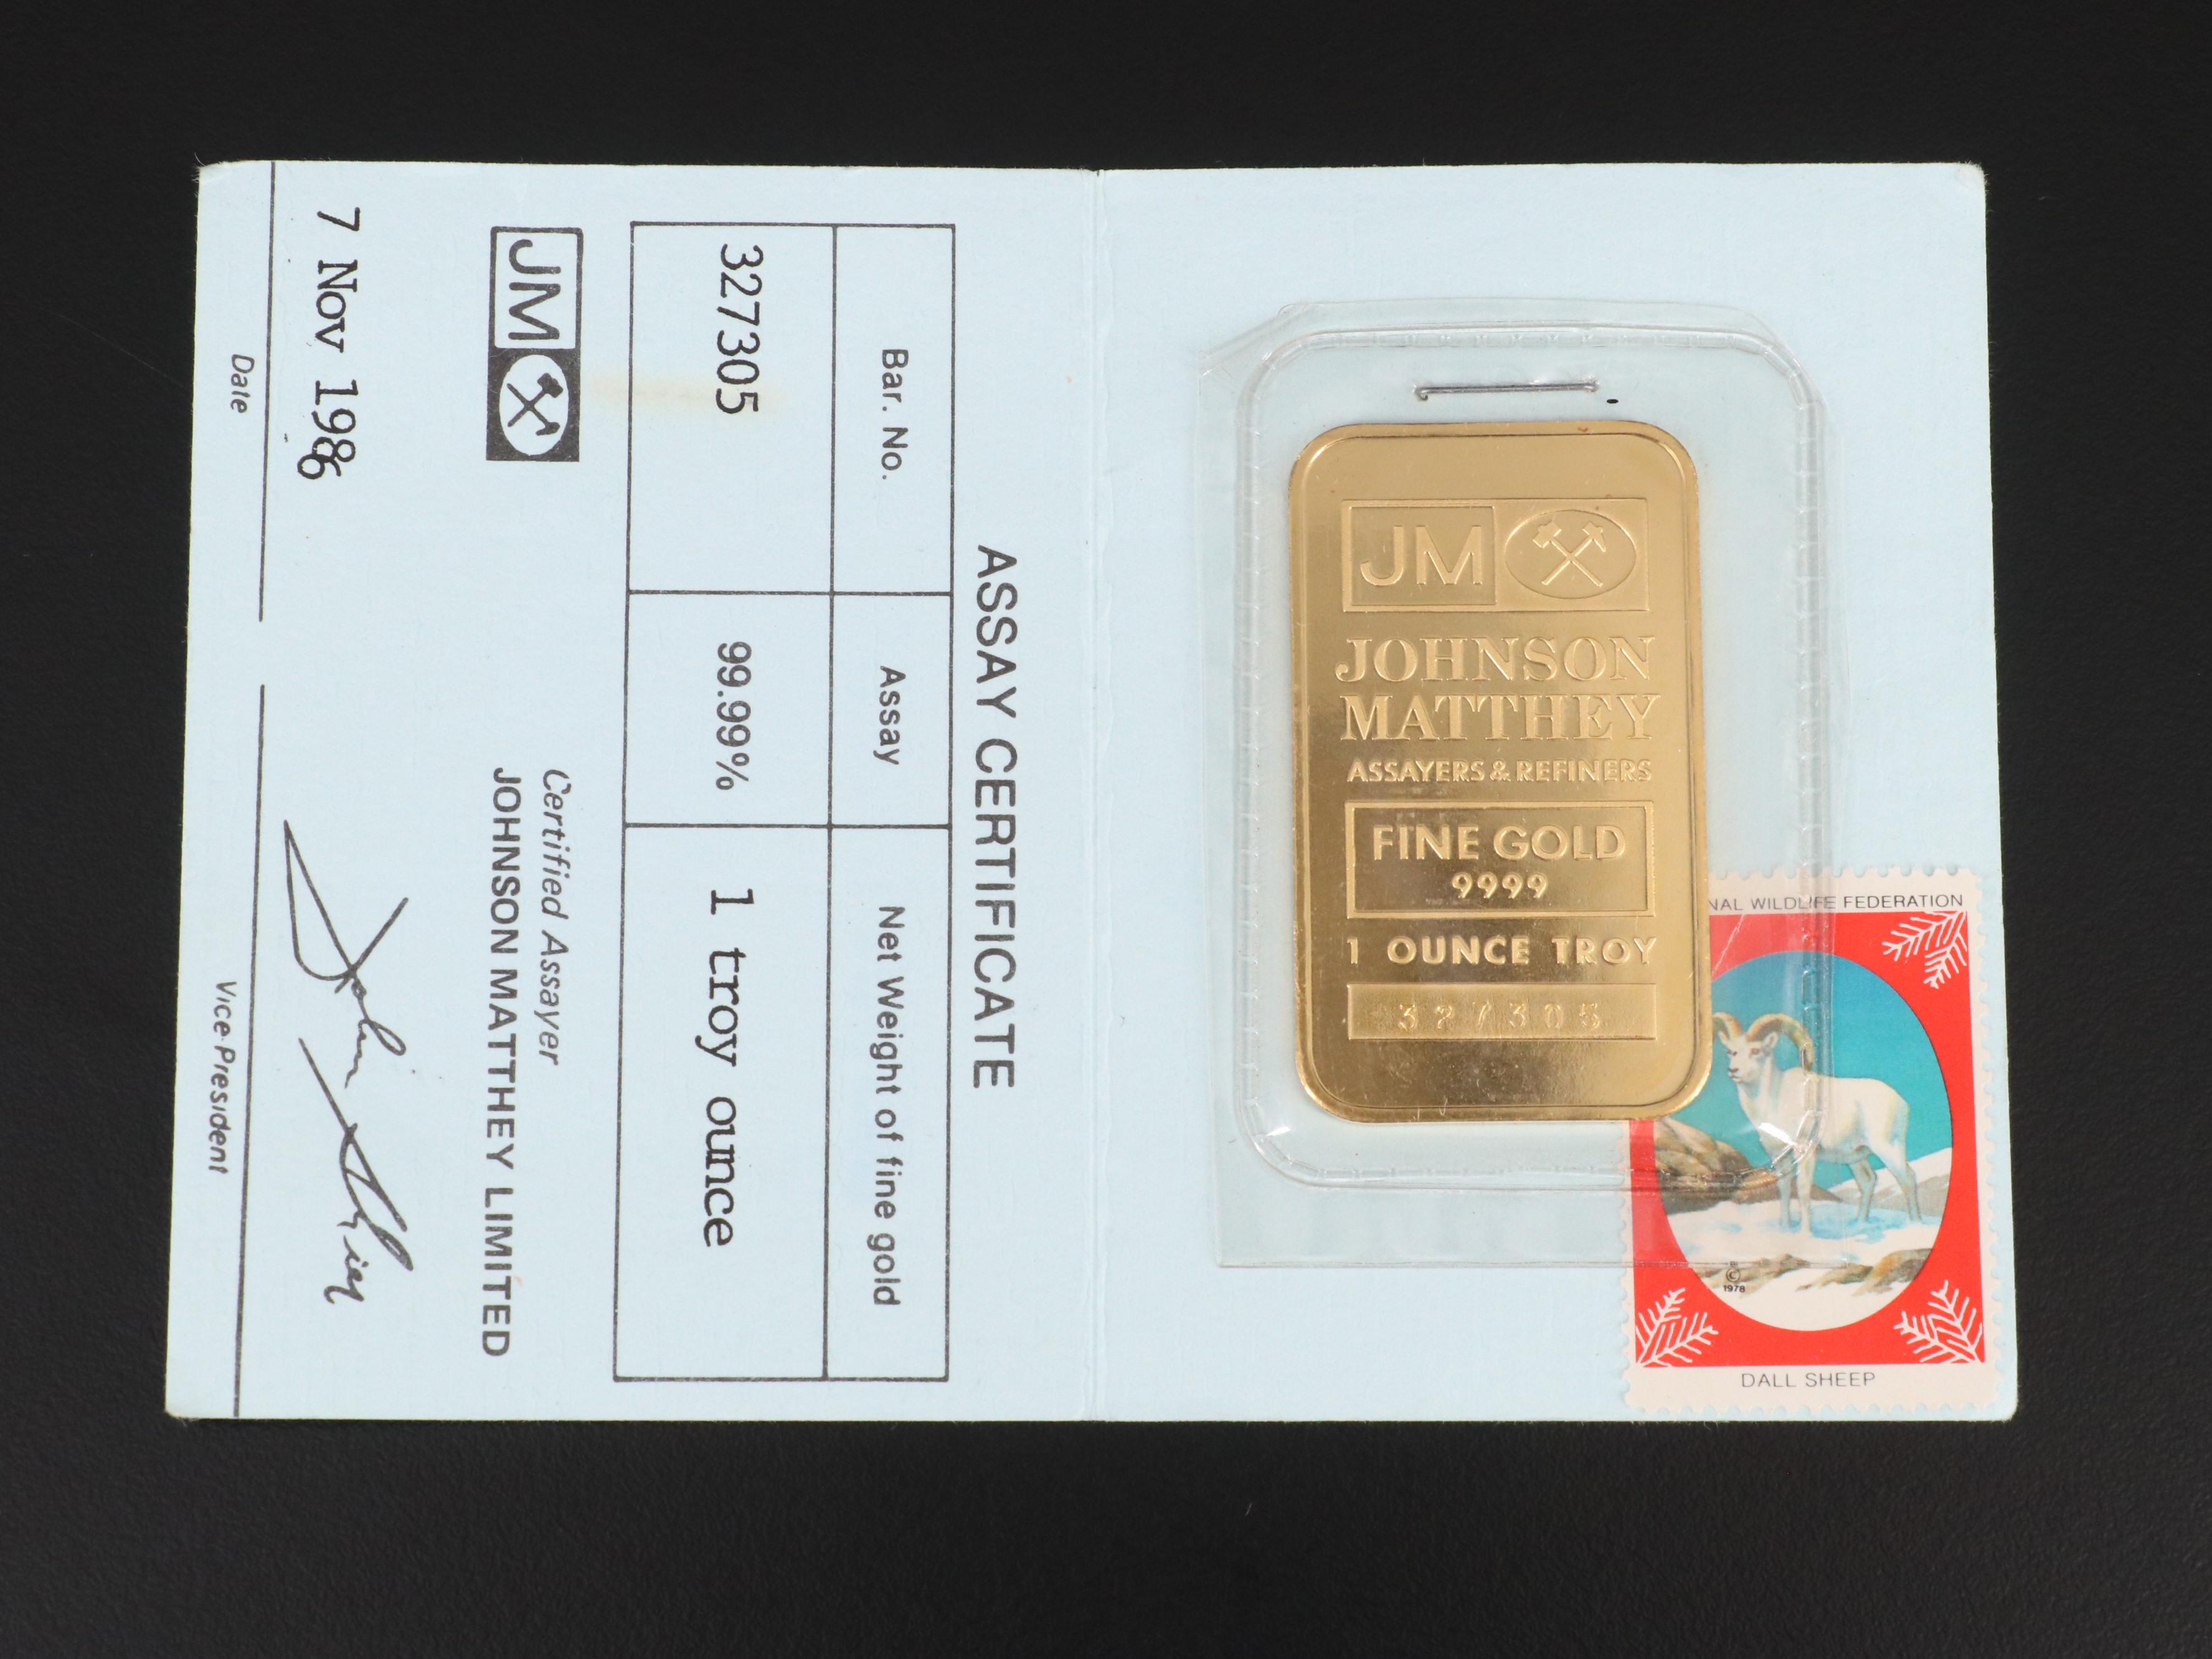 ASSAY CERTIFICATE
Bar. No.
Assay
Net Weight of fine gold
327305
99.99%
1 troy ounce
JM
Certified Assayer
JOHNSON MATTHEY LIMITED
7 Nov 1986
Date
Vice-President
JM
JOHNSON
MATTHEY
ASSAYERS & REFINERS
FINE GOLD
9999
1 OUNCE TROY
327305
NAL WILDLIFE FEDERATION
©
1978
DALL SHEEP